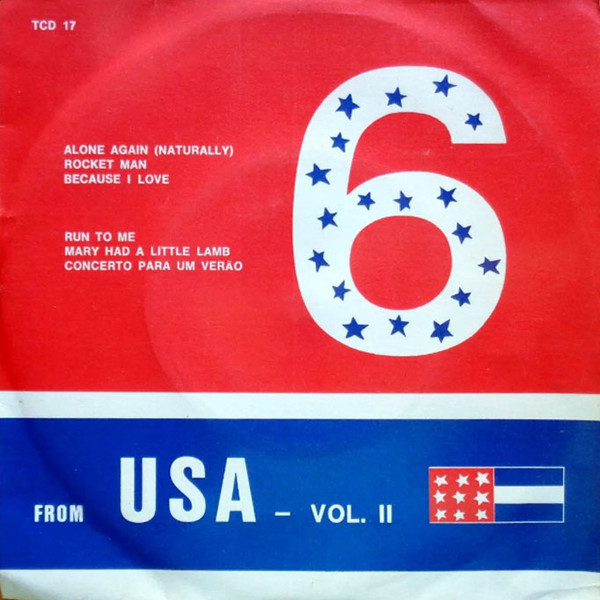 TCD 17
ALONE AGAIN (NATURALLY)
ROCKET MAN
BECAUSE I LOVE
RUN TO ME
MARY HAD A LITTLE LAMB
CONCERTO PARA UM VERÃO
6
FROM USA – VOL. II